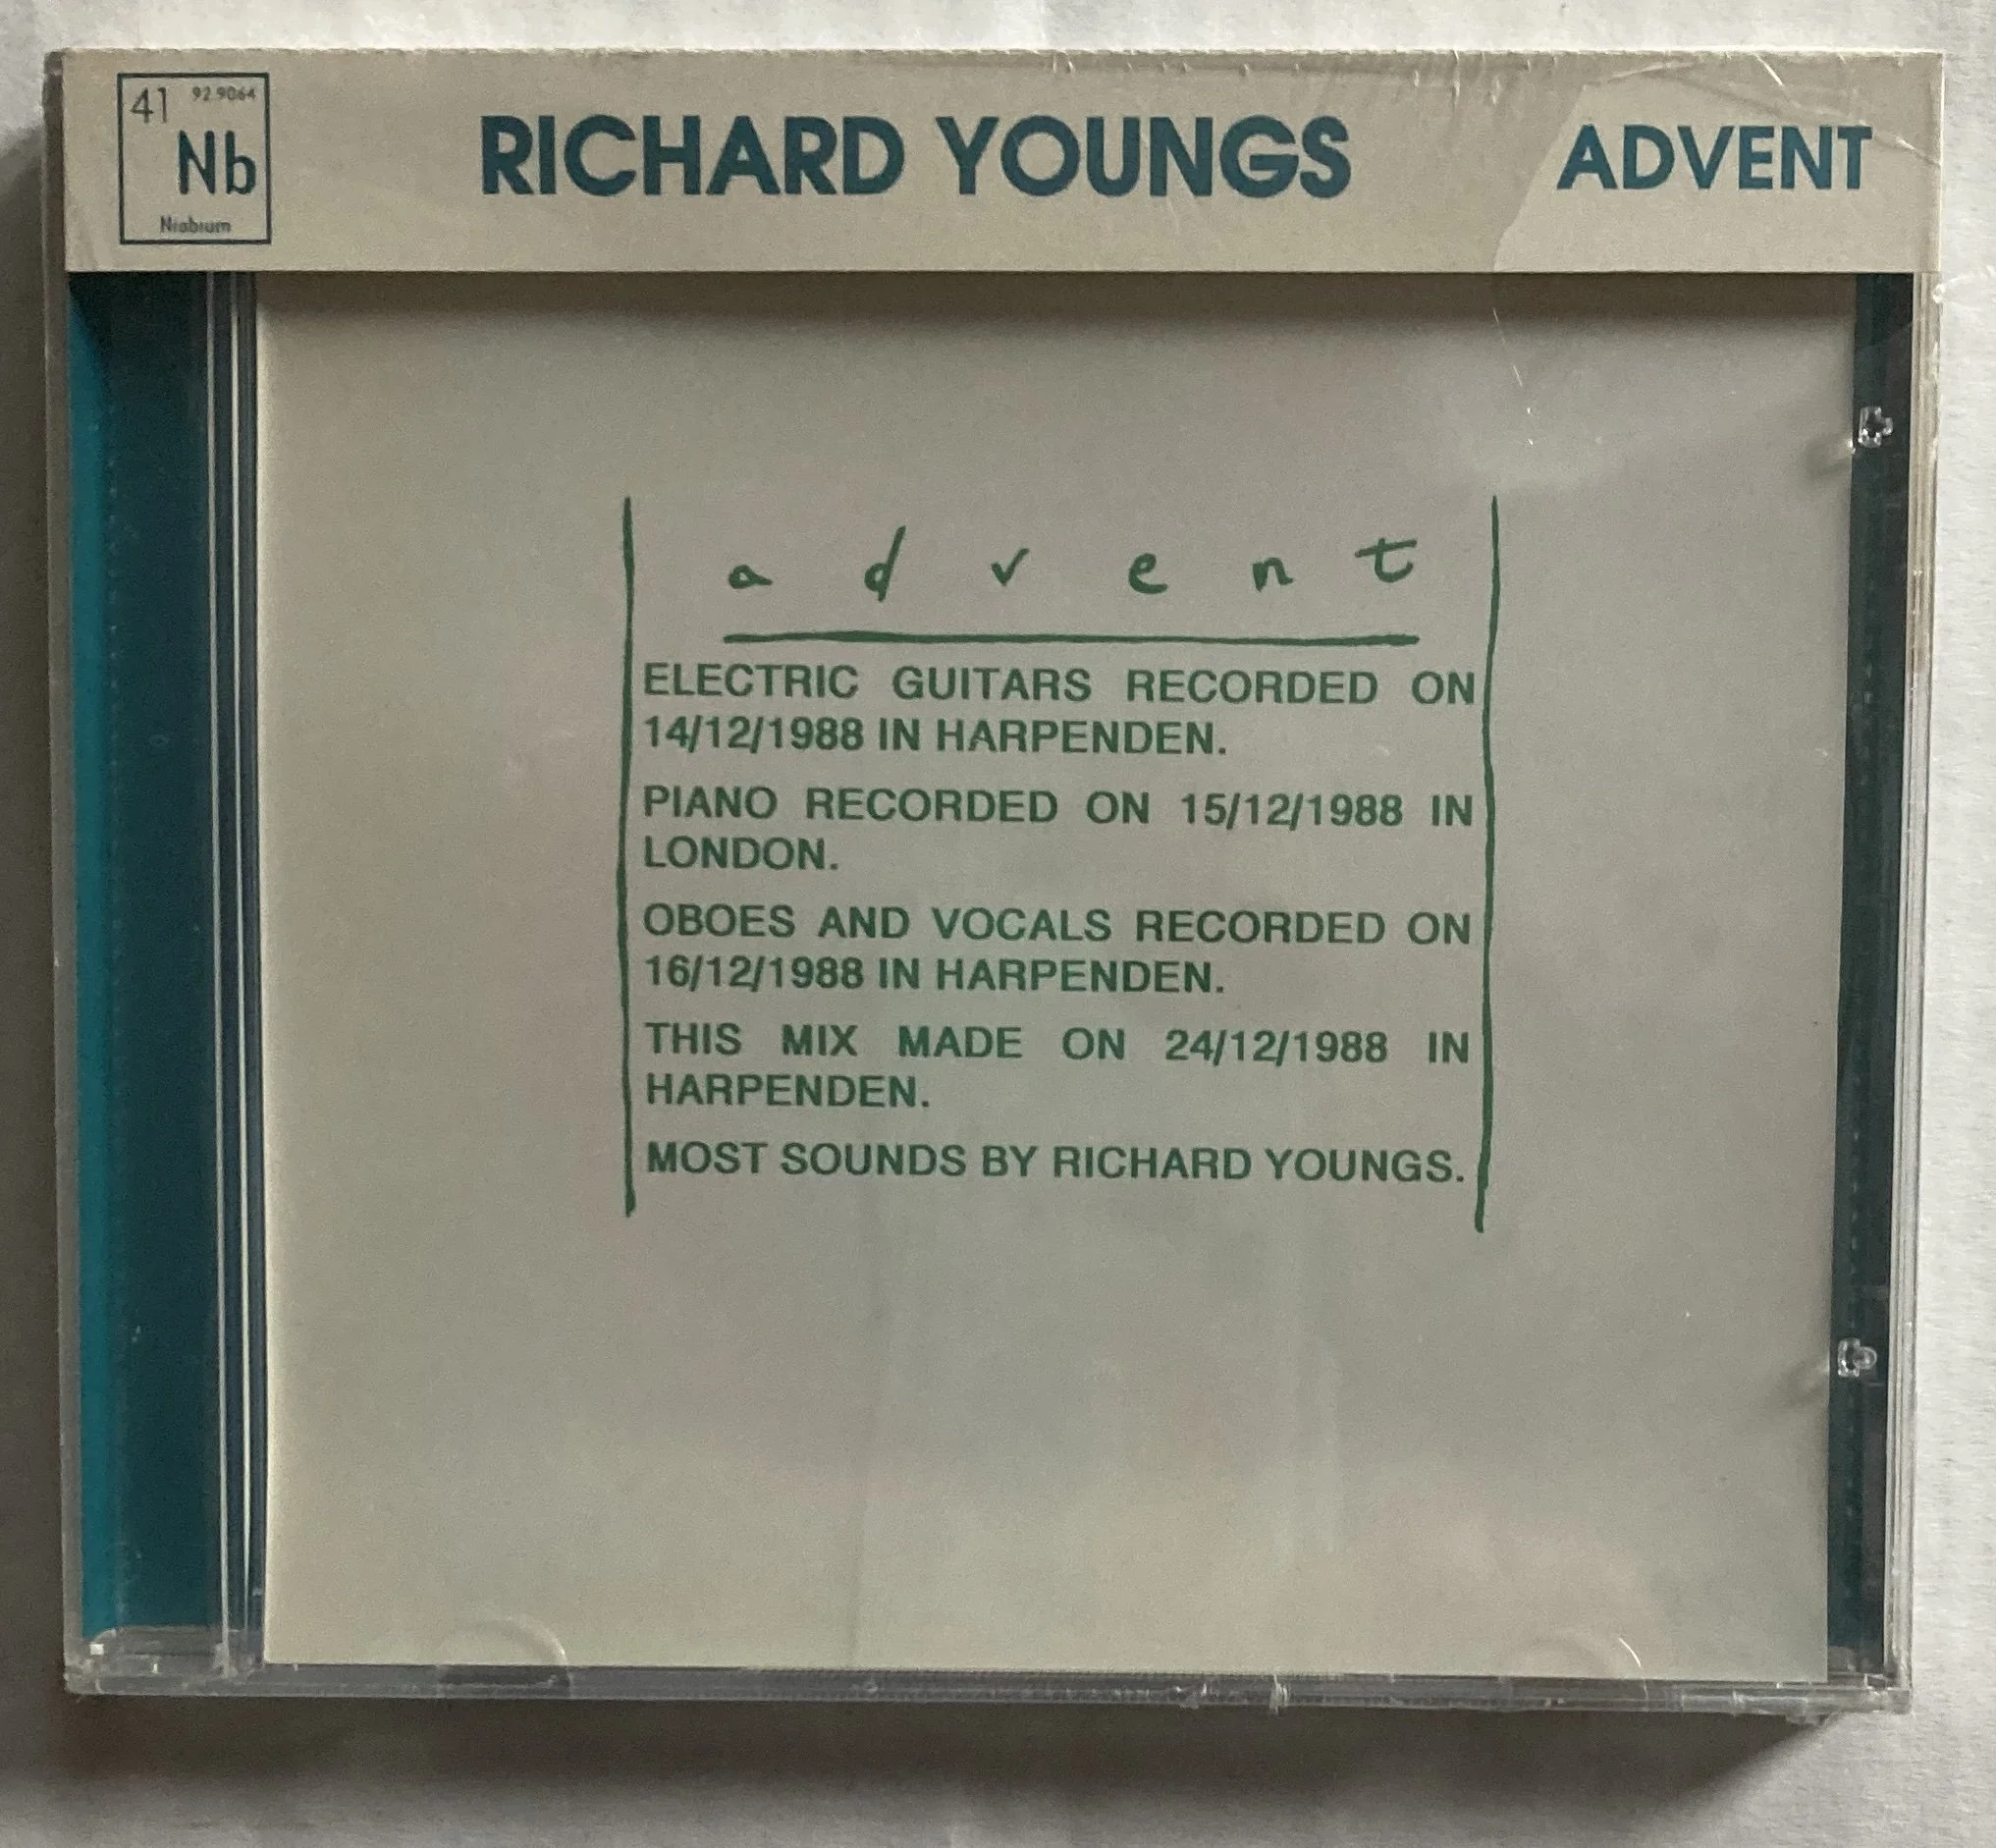 41 92.9064
Nb
Niobium
RICHARD YOUNGS
ADVENT
advent
ELECTRIC GUITARS RECORDED ON
14/12/1988 IN HARPENDEN.
PIANO RECORDED ON 15/12/1988 IN
LONDON.
OBOES AND VOCALS RECORDED ON
16/12/1988 IN HARPENDEN.
THIS MIX MADE ON 24/12/1988 IN
HARPENDEN.
MOST SOUNDS BY RICHARD YOUNGS.